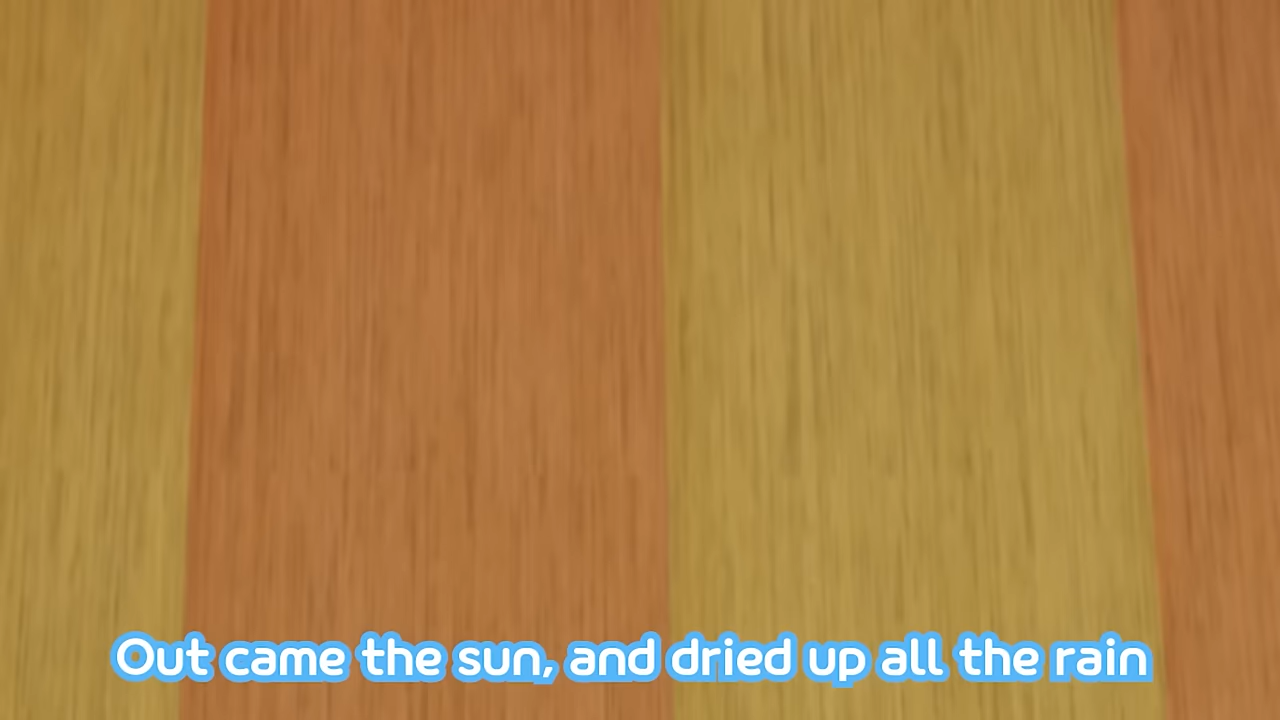 Out came the sun, and dried up all the rain